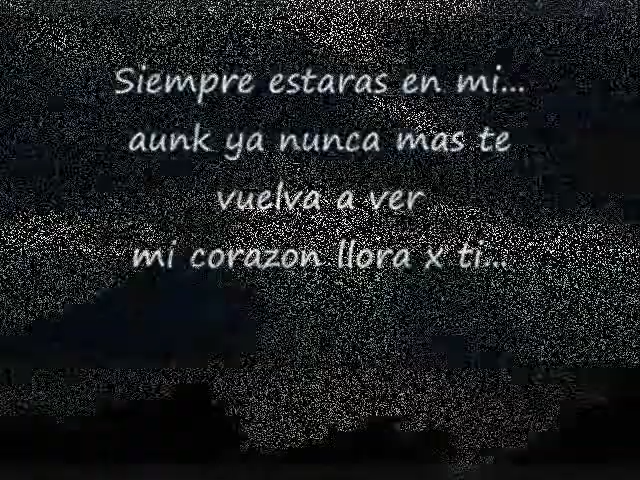 Siempre estaras en mi...
aunk ya nunca mas te
vuelva a ver
mi corazon llora x ti...